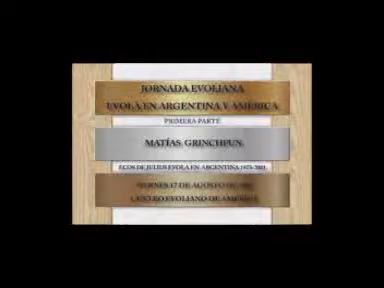 JORNADA EVOLIANA
EVOLA EN ARGENTINA Y AMÉRICA
PRIMERA PARTE
MATÍAS GRINCHPUN
ECOS DE JULIUS EVOLA EN ARGENTINA 1975-2001
VIERNES 17 DE AGOSTO DE
CENTRO EVOLIANO DE AMÉRICA